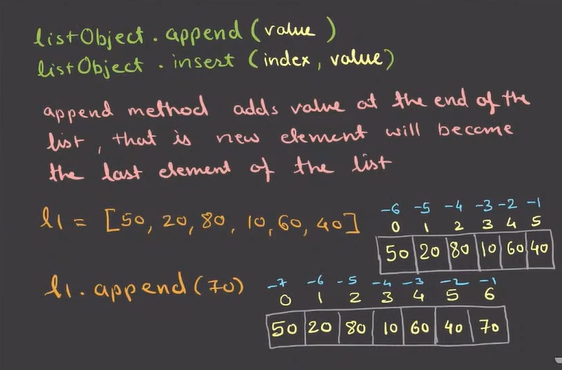 listObject.append(value)
listObject.insert(index, value)
append method adds value at the end of the
list, that is new element will become
the last element of the list
l1 = [50, 20, 80, 10, 60, 40]
-6 -5 -4 -3 -2 -1
0 1 2 3 4 5
50 20 80 10 60 40
l1.append(70)
-7 -6 -5 -4 -3 -2 -1
0 1 2 3 4 5 6
50 20 80 10 60 40 70